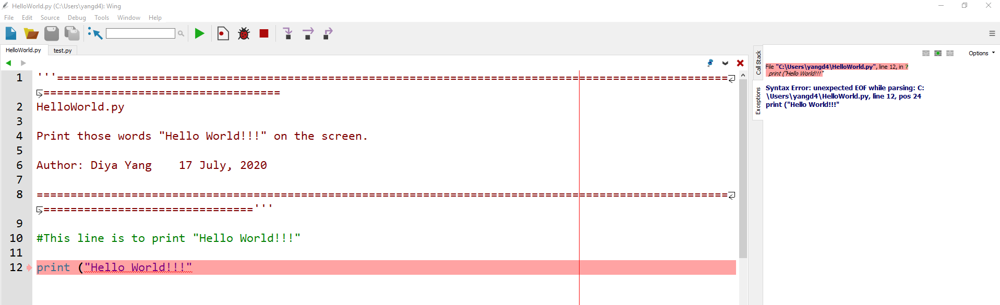 HelloWorld.py (C:\Users\yangd4): Wing
File Edit Source Debug Tools Window Help
HelloWorld.py test.py
Options
Call Stack
Exceptions
File "C:\Users\yangd4\HelloWorld.py", line 12, in ?
print ("Hello World!!!"
Syntax Error: unexpected EOF while parsing: C:
\Users\yangd4\HelloWorld.py, line 12, pos 24
print ("Hello World!!!"
1 '''===================================================================================================
===================================
2 HelloWorld.py
3
4 Print those words "Hello World!!!" on the screen.
5
6 Author: Diya Yang    17 July, 2020
7
8 ======================================================================================================
==============================='''
9
10 #This line is to print "Hello World!!!"
11
12 print ("Hello World!!!"